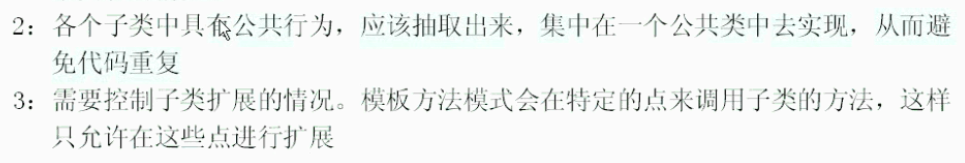 2：各个子类中具有公共行为，应该抽取出来，集中在一个公共类中去实现，从而避
免代码重复
3：需要控制子类扩展的情况。模板方法模式会在特定的点来调用子类的方法，这样
只允许在这些点进行扩展